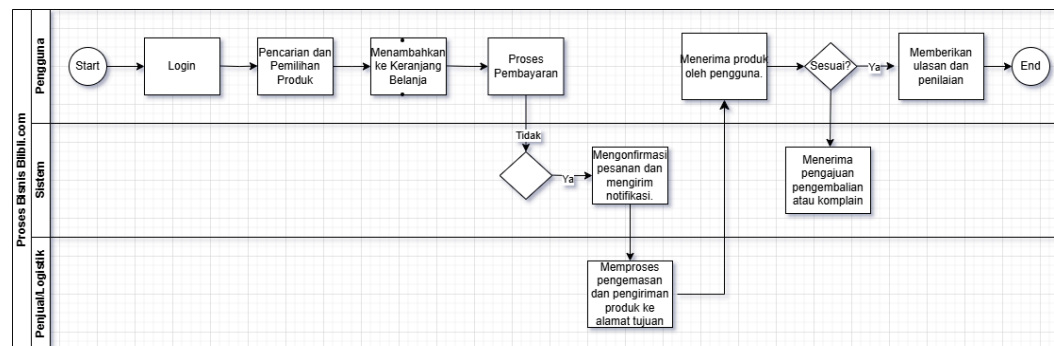 Proses Bisnis Blibli.com
Pengguna
Start
Login
Pencarian dan
Pemilihan
Produk
Menambahkan
ke Keranjang
Belanja
Proses
Pembayaran
Menerima produk
oleh pengguna.
Sesuai?
Ya
Memberikan
ulasan dan
penilaian
End
Sistem
Tidak
Ya
Mengonfirmasi
pesanan dan
mengirim
notifikasi.
Menerima
pengajuan
pengembalian
atau komplain
Penjual/Logistik
Memproses
pengemasan
dan pengiriman
produk ke
alamat tujuan